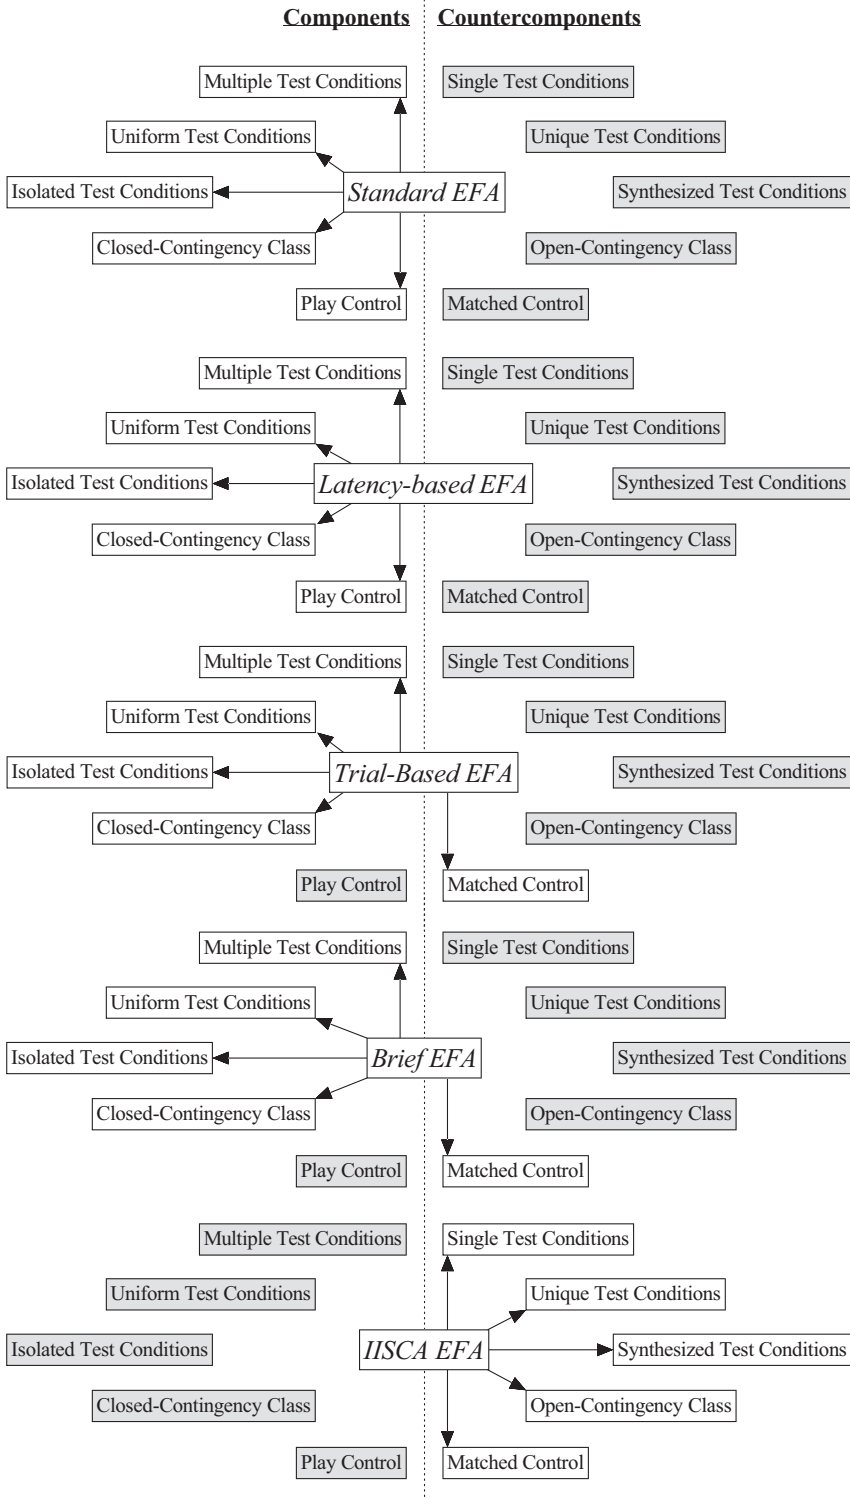 Components Countercomponents
Multiple Test Conditions Single Test Conditions
Uniform Test Conditions Unique Test Conditions
Isolated Test Conditions Standard EFA Synthesized Test Conditions
Closed-Contingency Class Open-Contingency Class
Play Control Matched Control
Multiple Test Conditions Single Test Conditions
Uniform Test Conditions Unique Test Conditions
Isolated Test Conditions Latency-based EFA Synthesized Test Conditions
Closed-Contingency Class Open-Contingency Class
Play Control Matched Control
Multiple Test Conditions Single Test Conditions
Uniform Test Conditions Unique Test Conditions
Isolated Test Conditions Trial-Based EFA Synthesized Test Conditions
Closed-Contingency Class Open-Contingency Class
Play Control Matched Control
Multiple Test Conditions Single Test Conditions
Uniform Test Conditions Unique Test Conditions
Isolated Test Conditions Brief EFA Synthesized Test Conditions
Closed-Contingency Class Open-Contingency Class
Play Control Matched Control
Multiple Test Conditions Single Test Conditions
Uniform Test Conditions Unique Test Conditions
Isolated Test Conditions IISCA EFA Synthesized Test Conditions
Closed-Contingency Class Open-Contingency Class
Play Control Matched Control